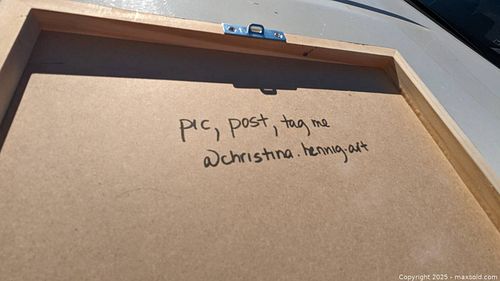 pic, post, tag me
@christina.hennig.art
Copyright 2025 - maxsold.com